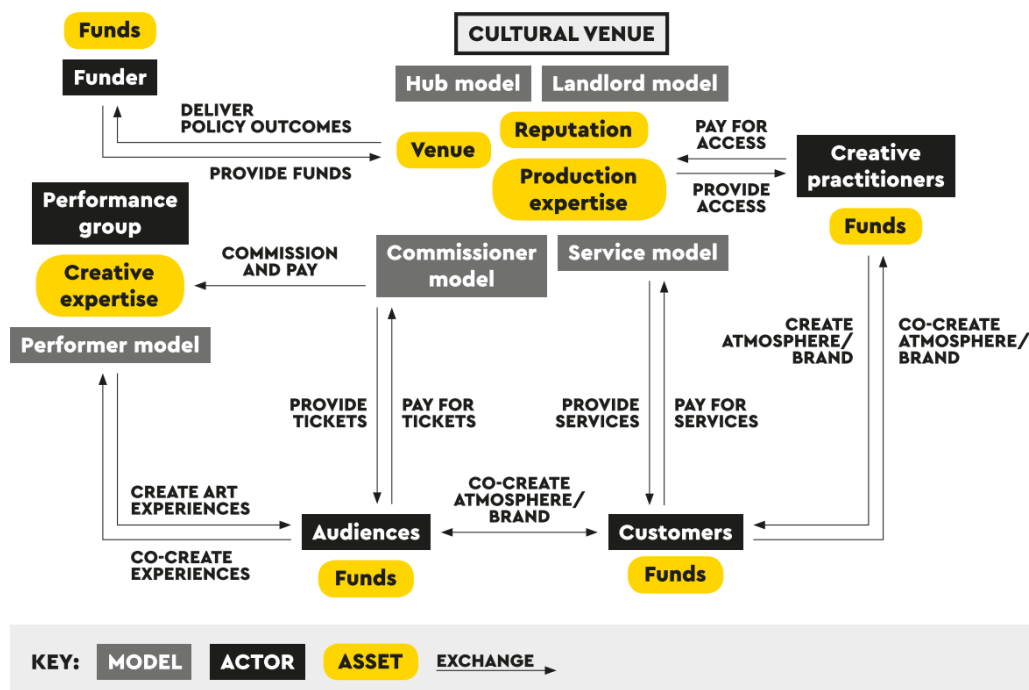 CULTURAL VENUE
Funds
Funder
Hub model
Landlord model
DELIVER
POLICY OUTCOMES
PROVIDE FUNDS
Venue
Reputation
Production
expertise
PAY FOR
ACCESS
PROVIDE
ACCESS
Creative
practitioners
Funds
Performance
group
Creative
expertise
Performer model
COMMISSION
AND PAY
Commissioner
model
Service model
PROVIDE
TICKETS
PAY FOR
TICKETS
PROVIDE
SERVICES
PAY FOR
SERVICES
CREATE
ATMOSPHERE/
BRAND
CO-CREATE
ATMOSPHERE/
BRAND
CREATE ART
EXPERIENCES
CO-CREATE
EXPERIENCES
Audiences
Funds
CO-CREATE
ATMOSPHERE/
BRAND
Customers
Funds
KEY: MODEL ACTOR ASSET EXCHANGE